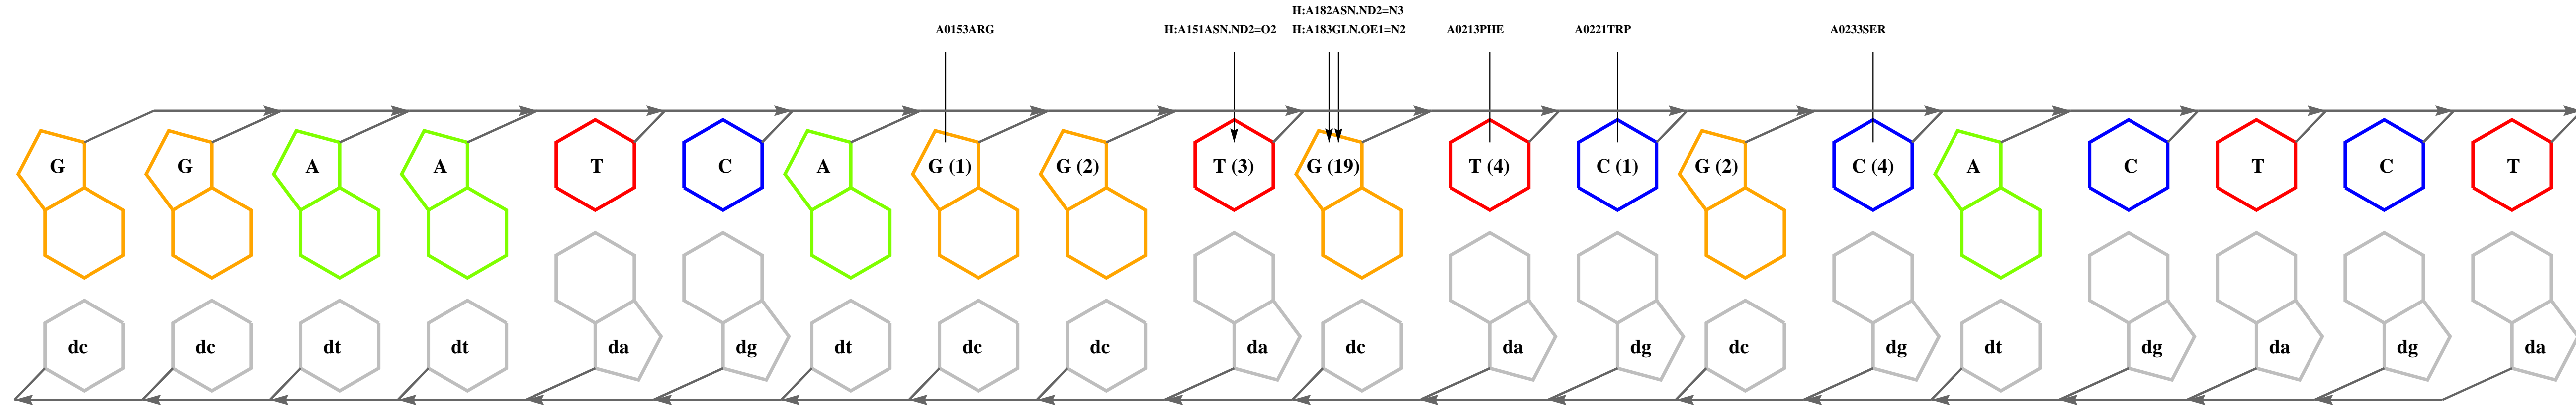 H:A182ASN.ND2=N3
A0153ARG H:A151ASN.ND2=O2 H:A183GLN.OE1=N2 A0213PHE A0221TRP A0233SER
G G A A T C A G (1) G (2) T (3) G (19) T (4) C (1) G (2) C (4) A C T C T
dc dc dt dt da dg dt dc dc da dc da dg dc dg dt dg da dg da